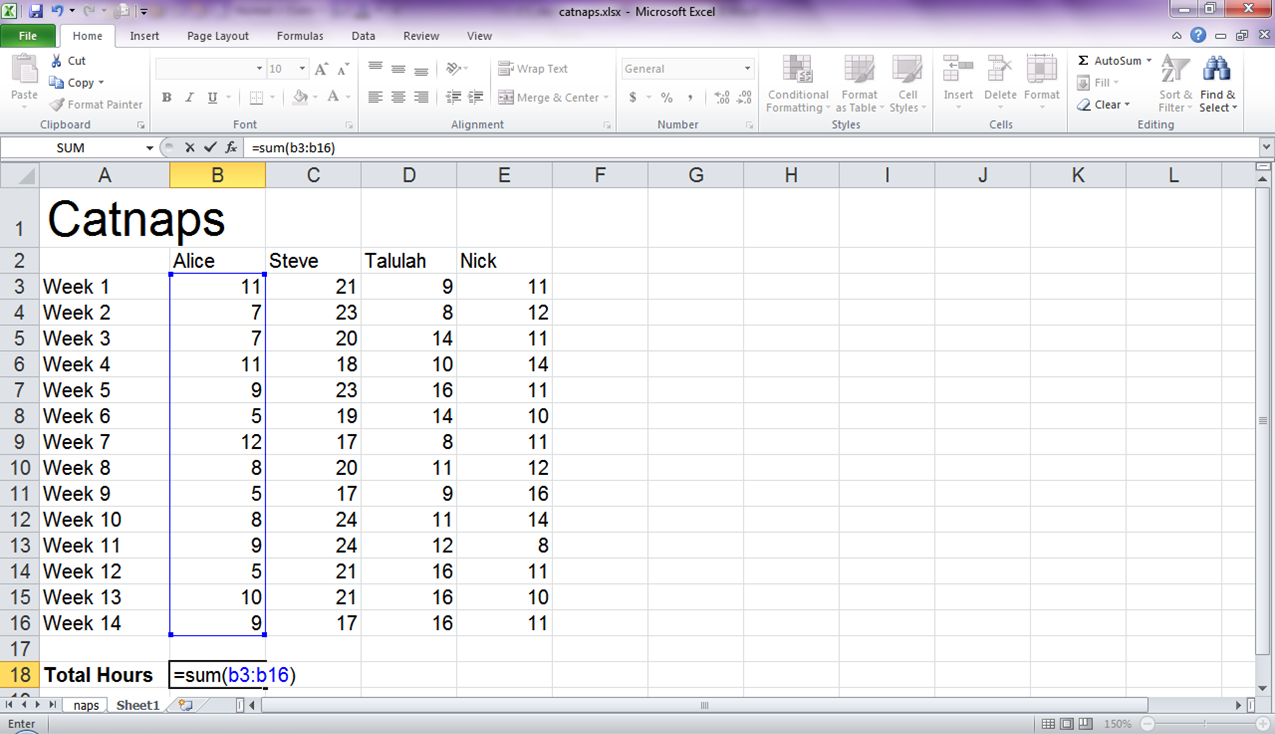 catnaps.xlsx - Microsoft Excel
File Home Insert Page Layout Formulas Data Review View
Paste Cut Copy Format Painter
10
B I U A
Wrap Text
Merge & Center
General
$ % ,
Conditional Formatting Format as Table Cell Styles
Insert Delete Format
Σ AutoSum Fill Clear
Sort & Filter Find & Select
Clipboard Font Alignment Number Styles Cells Editing
SUM fx =sum(b3:b16)
A B C D E F G H I J K L
1 Catnaps
2 Alice Steve Talulah Nick
3 Week 1 11 21 9 11
4 Week 2 7 23 8 12
5 Week 3 7 20 14 11
6 Week 4 11 18 10 14
7 Week 5 9 23 16 11
8 Week 6 5 19 14 10
9 Week 7 12 17 8 11
10 Week 8 8 20 11 12
11 Week 9 5 17 9 16
12 Week 10 8 24 11 14
13 Week 11 9 24 12 8
14 Week 12 5 21 16 11
15 Week 13 10 21 16 10
16 Week 14 9 17 16 11
17
18 Total Hours =sum(b3:b16)
naps Sheet1
Enter 150%